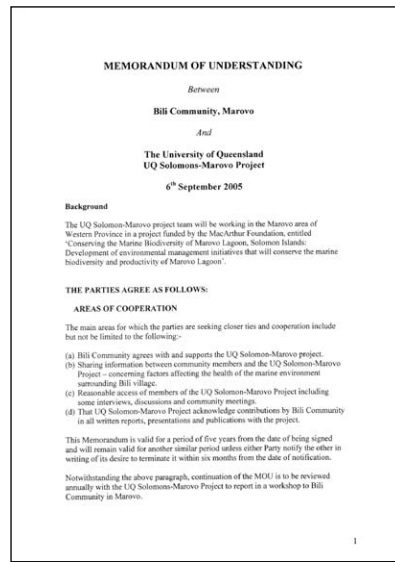 MEMORANDUM OF UNDERSTANDING
Between
Bili Community, Marovo
And
The University of Queensland
UQ Solomons-Marovo Project
6th September 2005
Background
The UQ Solomon-Marovo project team will be working in the Marovo area of
Western Province in a project funded by the MacArthur Foundation, entitled
'Conserving the Marine Biodiversity of Marovo Lagoon, Solomon Islands:
Development of environmental management initiatives that will conserve the marine
biodiversity and productivity of Marovo Lagoon'.
THE PARTIES AGREE AS FOLLOWS:
AREAS OF COOPERATION
The main areas for which the parties are seeking closer ties and cooperation include
but not be limited to the following:-
(a) Bili Community agrees with and supports the UQ Solomon-Marovo project.
(b) Sharing information between community members and the UQ Solomon-Marovo
Project – concerning factors affecting the health of the marine environment
surrounding Bili village.
(c) Reasonable access of members of the UQ Solomon-Marovo Project including
some interviews, discussions and community meetings.
(d) That UQ Solomon-Marovo Project acknowledge contributions by Bili Community
in all written reports, presentations and publications with the project.
This Memorandum is valid for a period of five years from the date of being signed
and will remain valid for another similar period unless either Party notify the other in
writing of its desire to terminate it within six months from the date of notification.
Notwithstanding the above paragraph, continuation of the MOU is to be reviewed
annually with the UQ Solomons-Marovo Project to report in a workshop to Bili
Community in Marovo.
1